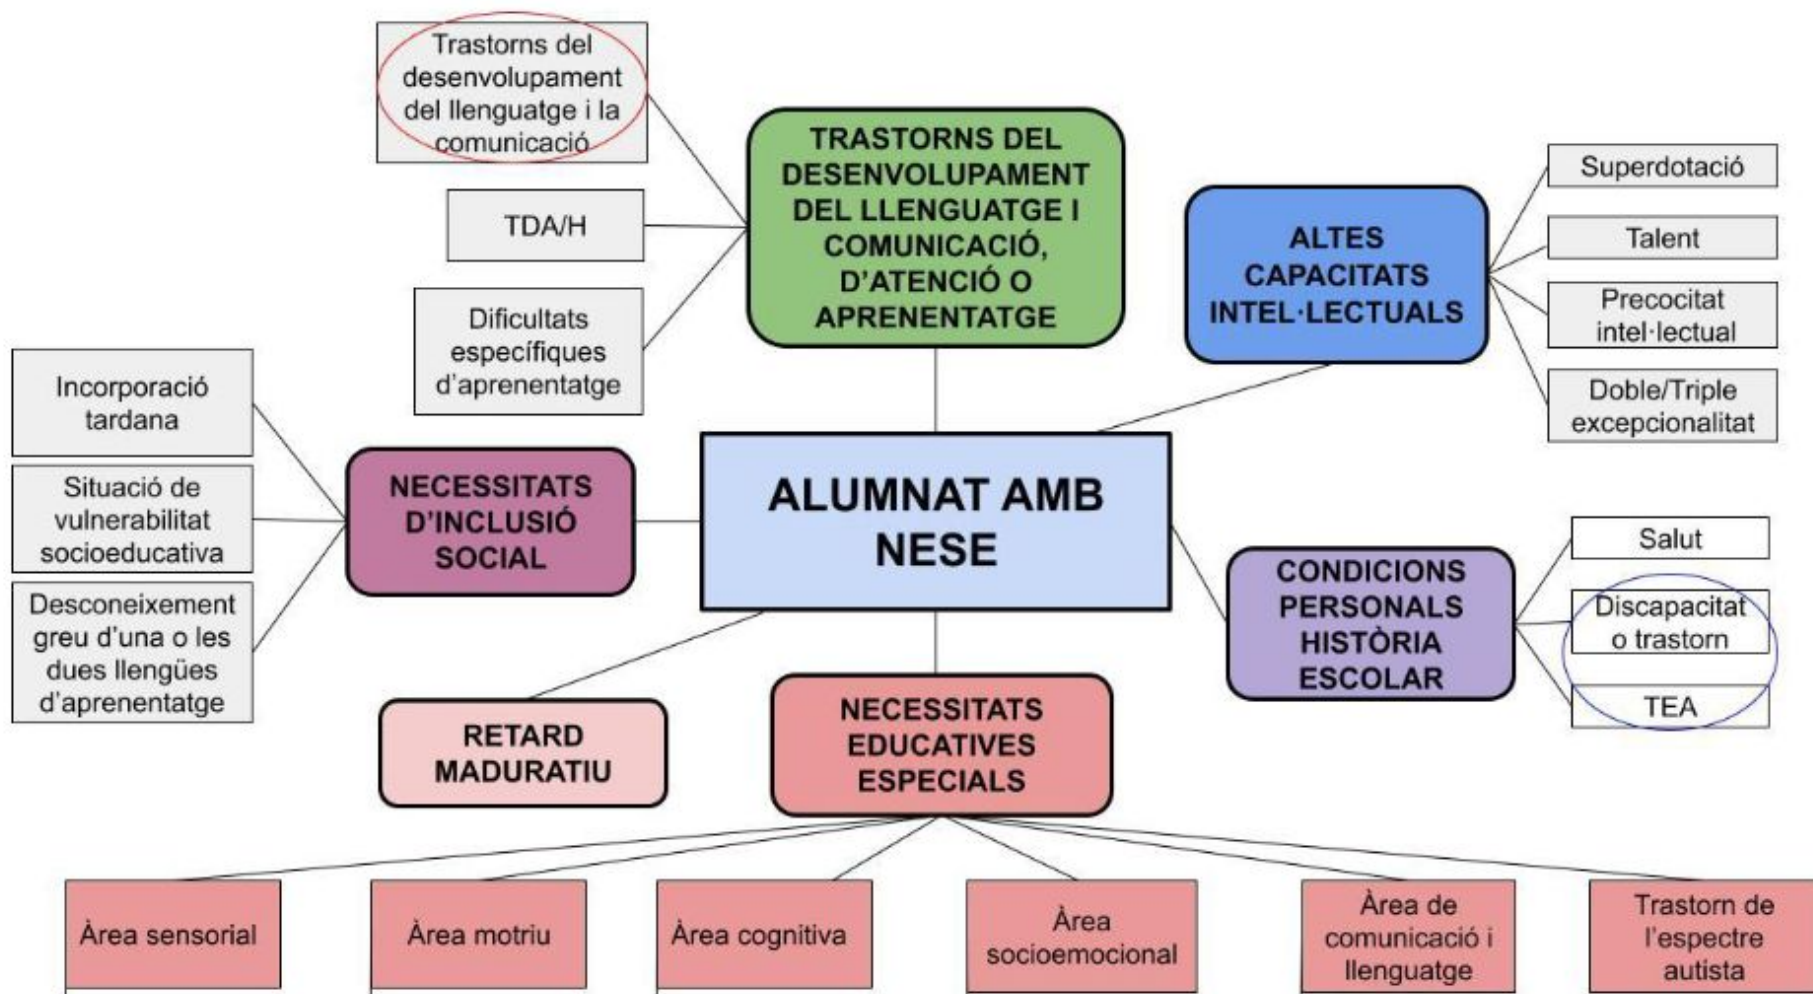 Trastorns del
desenvolupament
del llenguatge i la
comunicació
TDA/H
Dificultats
específiques
d'aprenentatge
TRASTORNS DEL
DESENVOLUPAMENT
DEL LLENGUATGE I
COMUNICACIÓ,
D'ATENCIÓ O
APRENENTATGE
ALTES
CAPACITATS
INTEL·LECTUALS
Superdotació
Talent
Precocitat
intel·lectual
Doble/Triple
excepcionalitat
Incorporació
tardana
Situació de
vulnerabilitat
socioeducativa
Desconeixement
greu d'una o les
dues llengües
d'aprenentatge
NECESSITATS
D'INCLUSIÓ
SOCIAL
ALUMNAT AMB
NESE
CONDICIONS
PERSONALS
HISTÒRIA
ESCOLAR
Salut
Discapacitat
o trastorn
TEA
RETARD
MADURATIU
NECESSITATS
EDUCATIVES
ESPECIALS
Àrea sensorial
Àrea motriu
Àrea cognitiva
Àrea
socioemocional
Àrea de
comunicació i
llenguatge
Trastorn de
l'espectre
autista